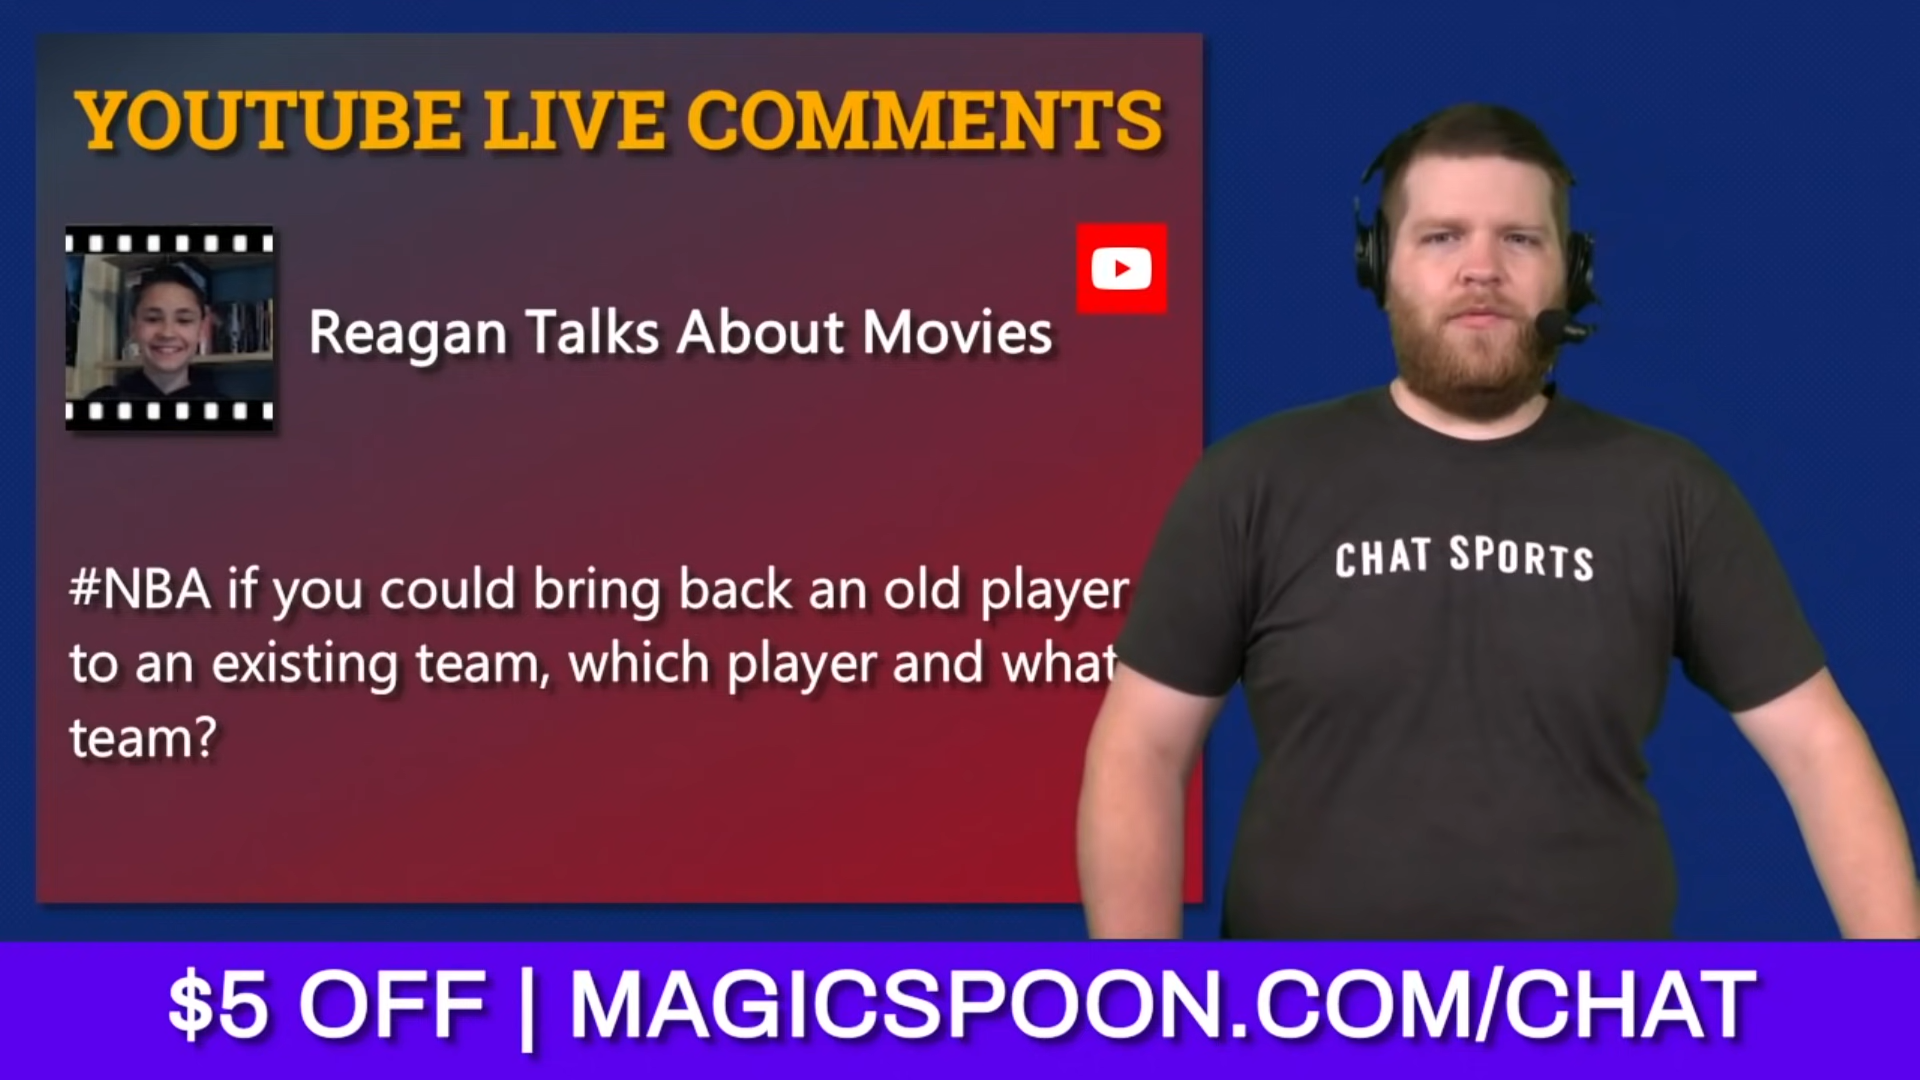 YOUTUBE LIVE COMMENTS
Reagan Talks About Movies
#NBA if you could bring back an old player
to an existing team, which player and what
team?
CHAT SPORTS
$5 OFF | MAGICSPOON.COM/CHAT